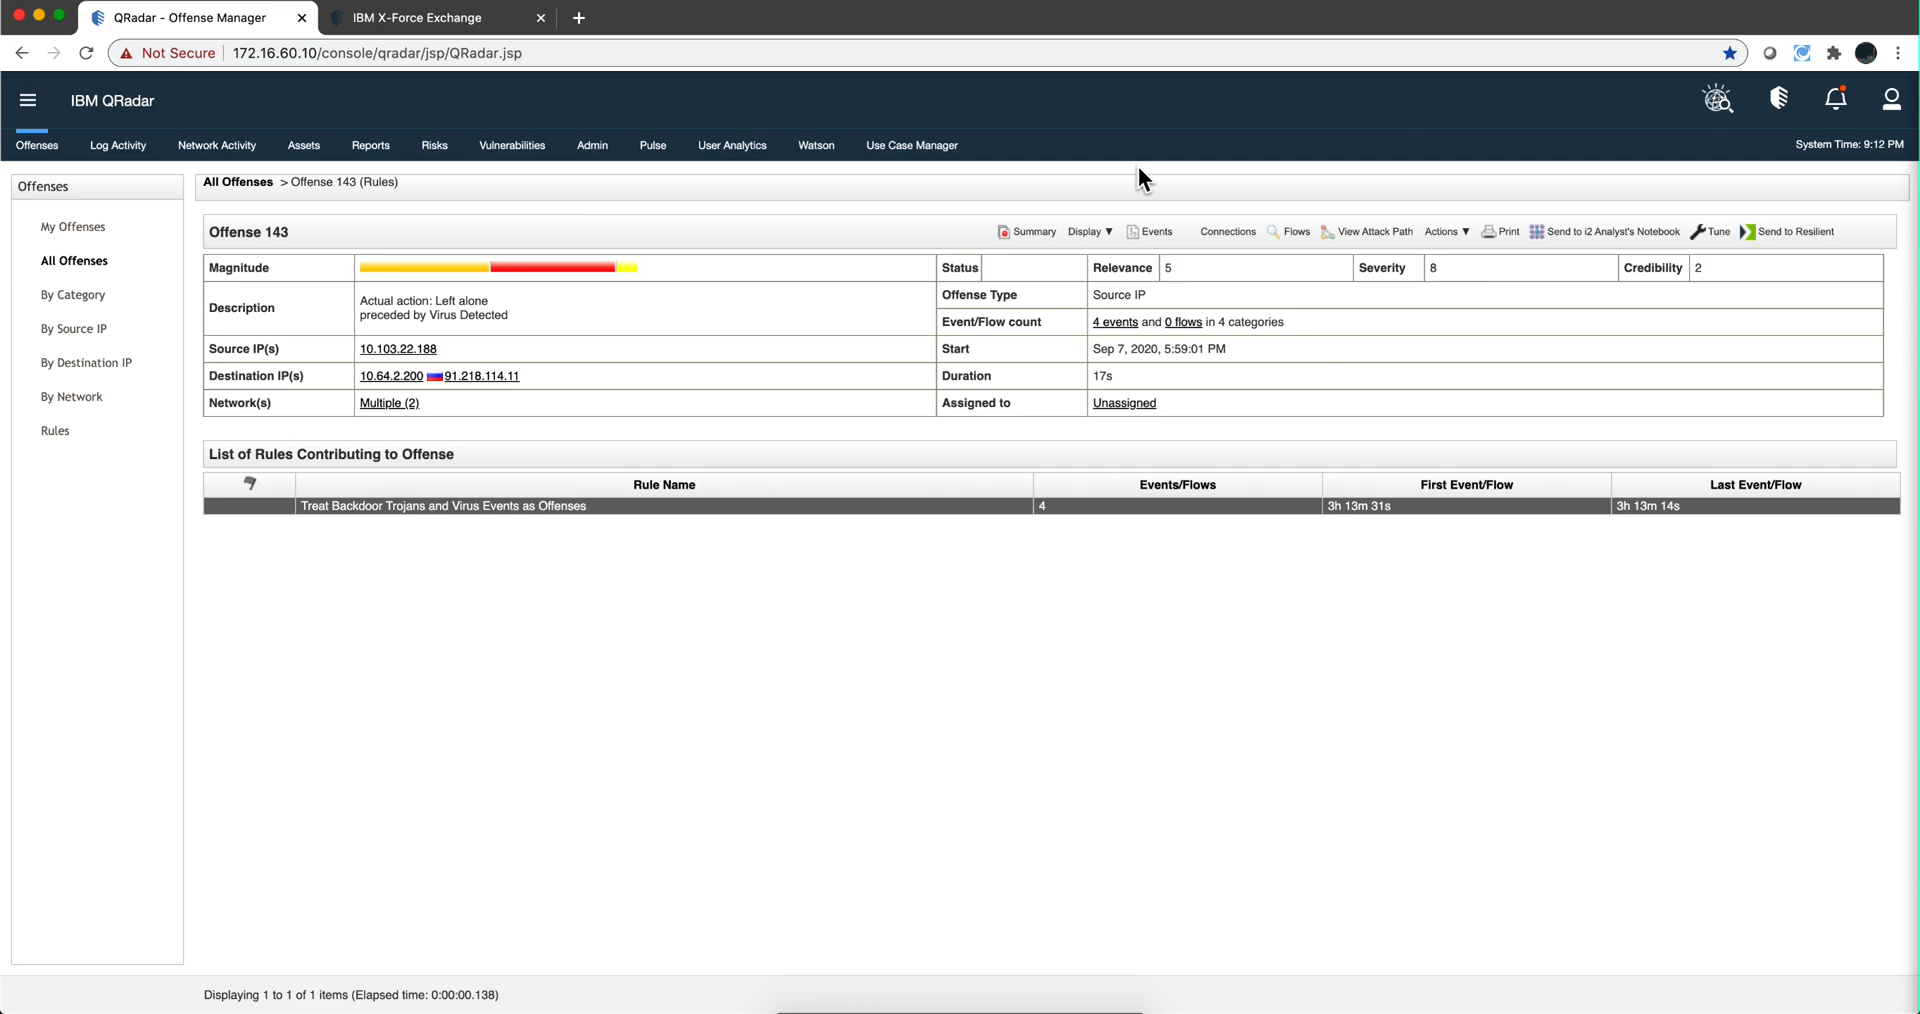 QRadar - Offense Manager
IBM X-Force Exchange
Not Secure 172.16.60.10/console/qradar/jsp/QRadar.jsp
IBM QRadar
Offenses Log Activity Network Activity Assets Reports Risks Vulnerabilities Admin Pulse User Analytics Watson Use Case Manager System Time: 9:12 PM
Offenses
My Offenses
All Offenses
By Category
By Source IP
By Destination IP
By Network
Rules
All Offenses > Offense 143 (Rules)
Offense 143 Summary Display ▼ Events Connections Flows View Attack Path Actions ▼ Print Send to i2 Analyst's Notebook Tune Send to Resilient
Magnitude Status Relevance 5 Severity 8 Credibility 2
Description
Actual action: Left alone
preceded by Virus Detected
Offense Type Source IP
Event/Flow count 4 events and 0 flows in 4 categories
Source IP(s) 10.103.22.188 Start Sep 7, 2020, 5:59:01 PM
Destination IP(s) 10.64.2.200 91.218.114.11 Duration 17s
Network(s) Multiple (2) Assigned to Unassigned
List of Rules Contributing to Offense
Rule Name Events/Flows First Event/Flow Last Event/Flow
Treat Backdoor Trojans and Virus Events as Offenses 4 3h 13m 31s 3h 13m 14s
Displaying 1 to 1 of 1 items (Elapsed time: 0:00:00.138)